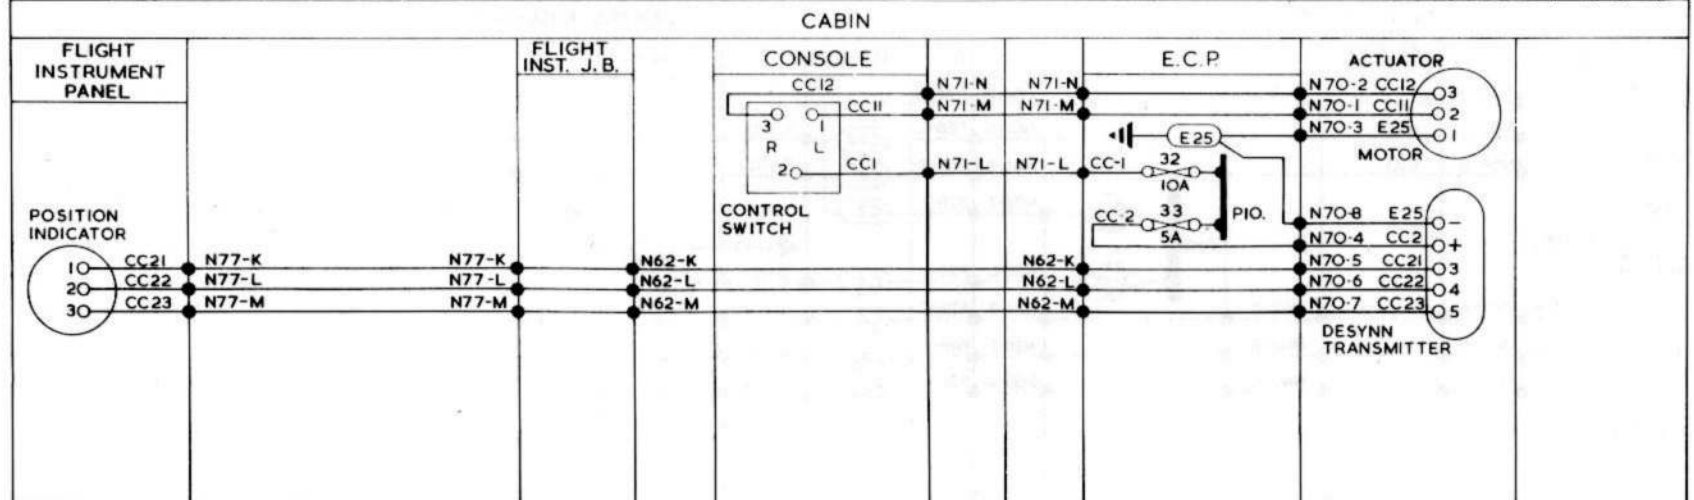 CABIN
FLIGHT
INSTRUMENT
PANEL
FLIGHT
INST. J.B.
CONSOLE
E.C.P.
ACTUATOR
CC12
N71-N
N71-N
N70-2 CC12
3
CC11
N71-M
N71-M
N70-1 CC11
2
3
1
E25
N70-3 E25
1
R L
MOTOR
2
CC1
N71-L
N71-L
CC-1
32
10A
CONTROL
SWITCH
CC-2
33
5A
P10.
N70-8 E25
-
N70-4 CC2
+
POSITION
INDICATOR
1
CC21
N77-K
N77-K
N62-K
N62-K
N70-5 CC21
3
2
CC22
N77-L
N77-L
N62-L
N62-L
N70-6 CC22
4
3
CC23
N77-M
N77-M
N62-M
N62-M
N70-7 CC23
5
DESYNN
TRANSMITTER